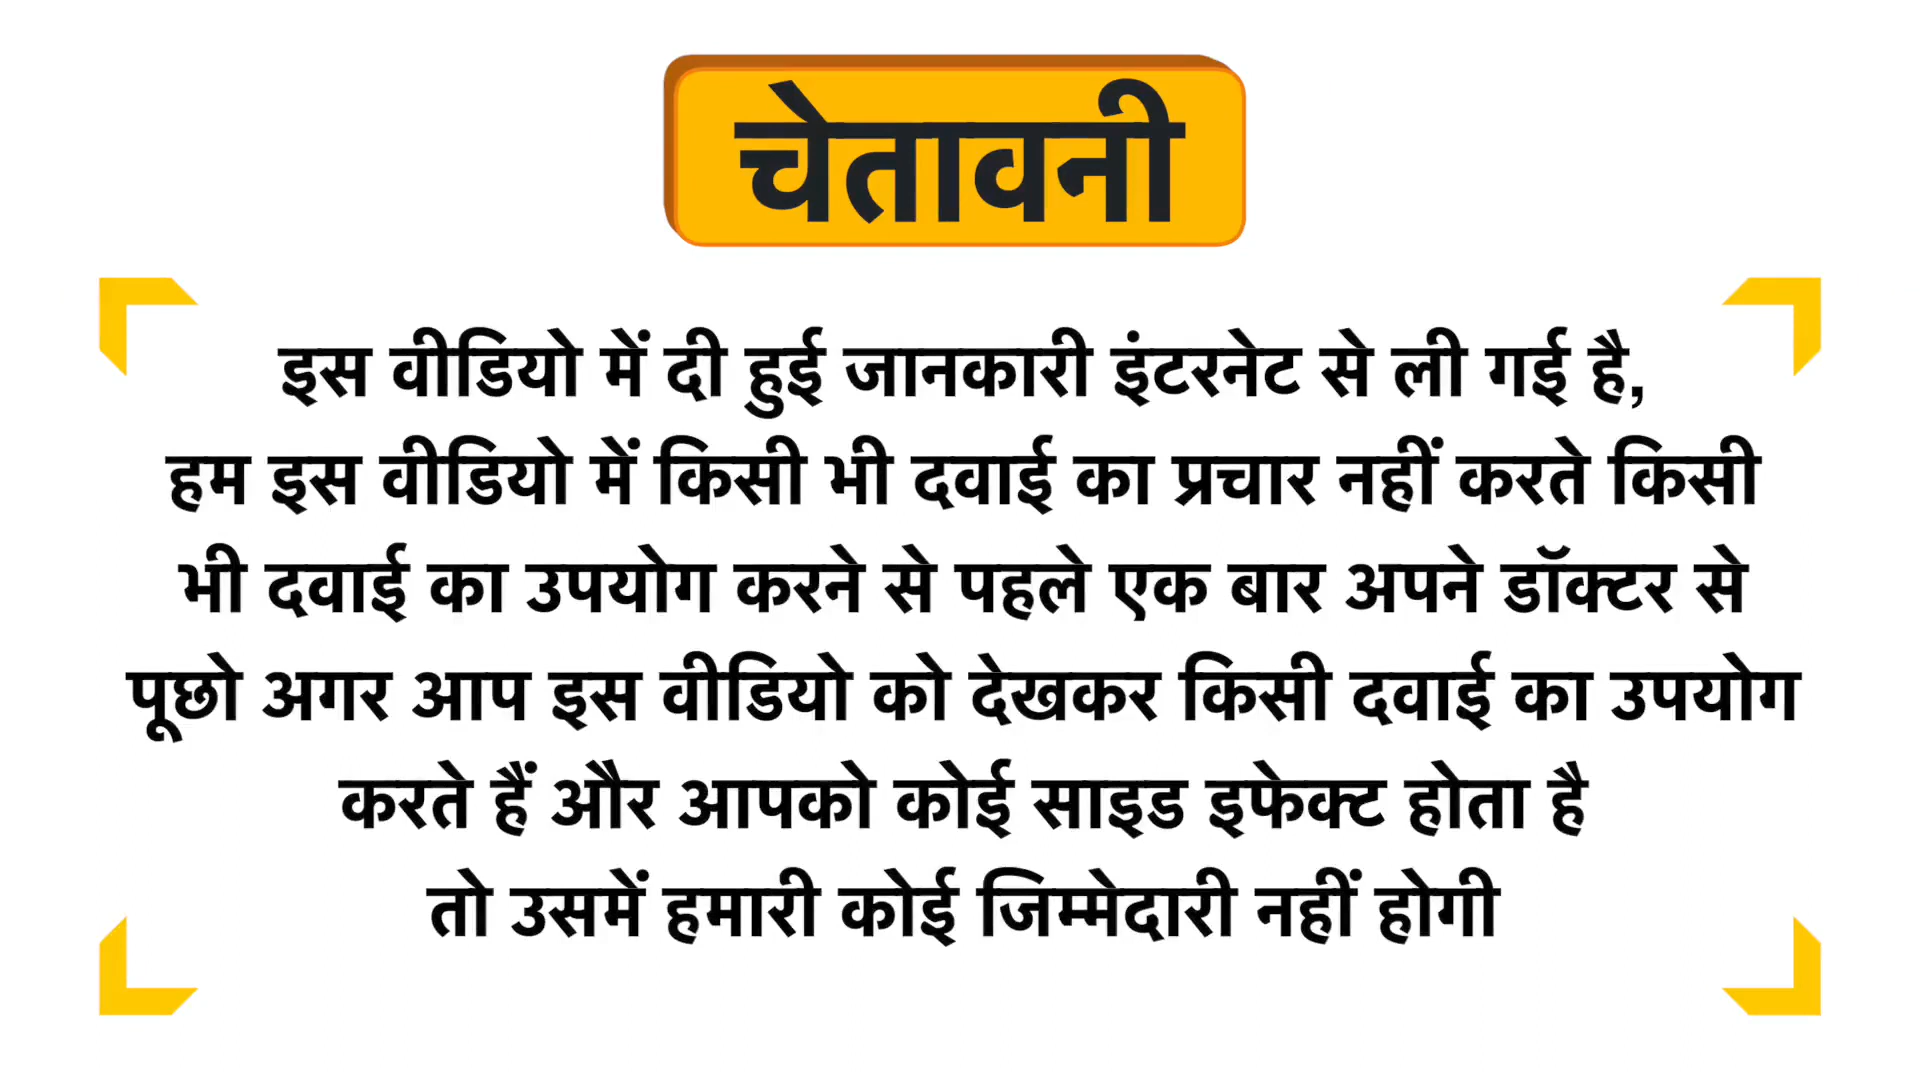 चेतावनी
इस वीडियो में दी हुई जानकारी इंटरनेट से ली गई है,
हम इस वीडियो में किसी भी दवाई का प्रचार नहीं करते किसी
भी दवाई का उपयोग करने से पहले एक बार अपने डॉक्टर से
पूछो अगर आप इस वीडियो को देखकर किसी दवाई का उपयोग
करते हैं और आपको कोई साइड इफेक्ट होता है
तो उसमें हमारी कोई जिम्मेदारी नहीं होगी